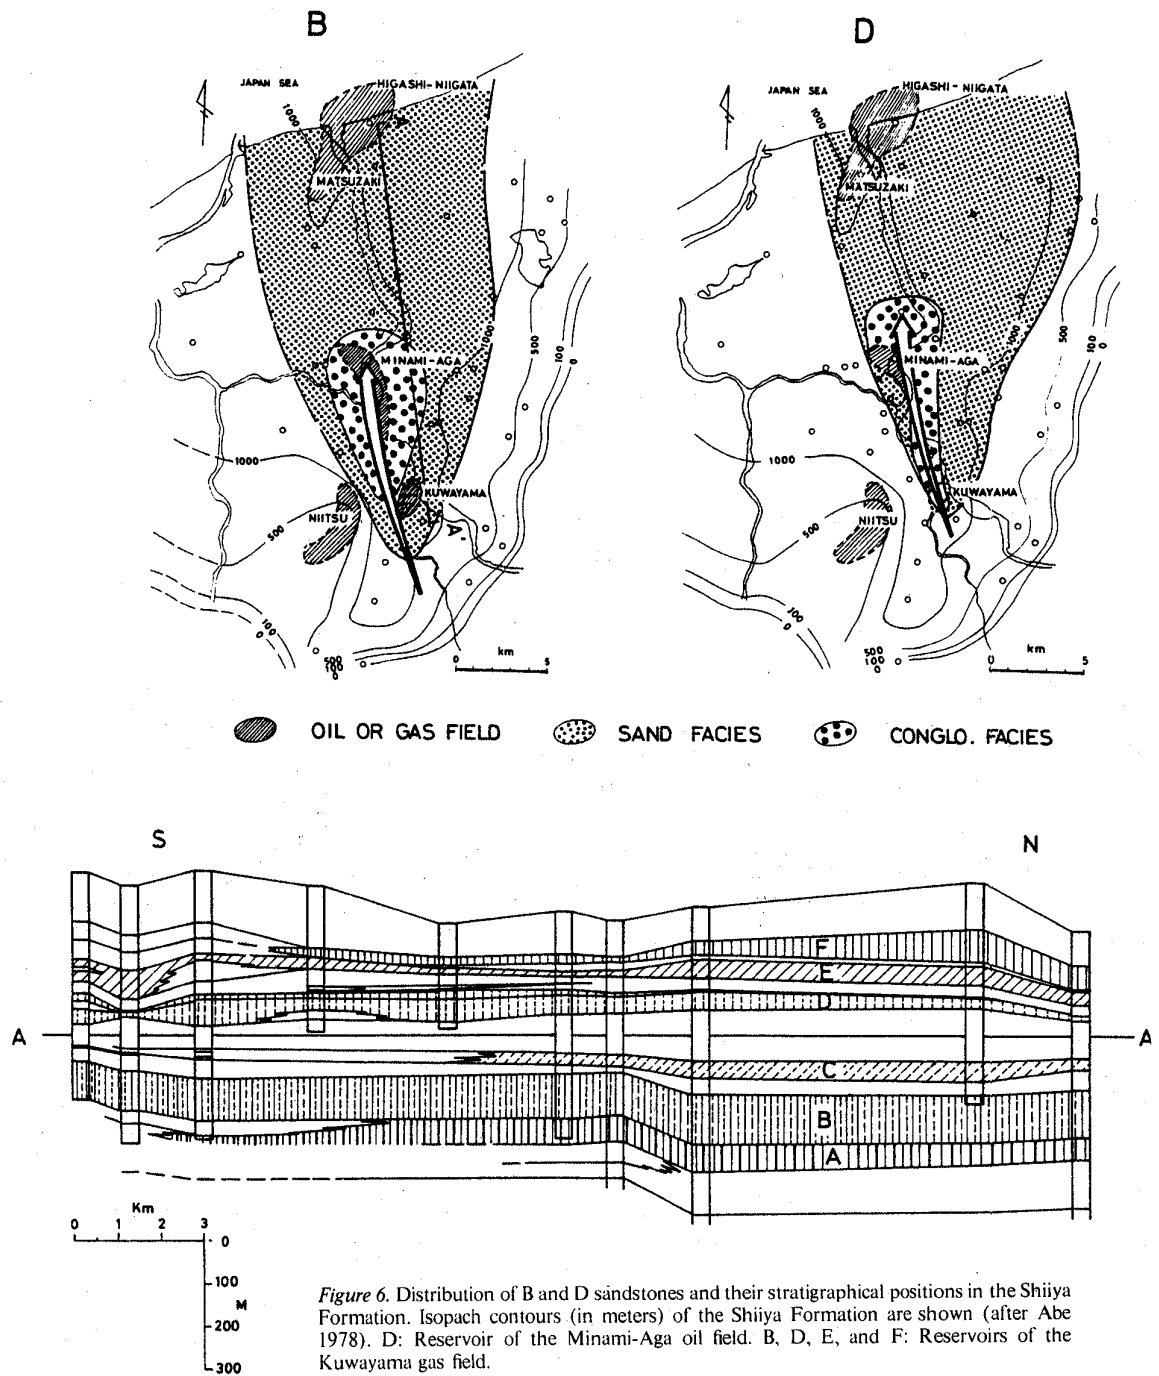 B
D
JAPAN SEA
HIGASHI-NIIGATA
1000
MATSUZAKI
MINAMI-AGA
1000
500
100
0
1000
KUWAYAMA
NIITSU
500
A'
100
0
500
100
0
km
0 5
JAPAN SEA
HIGASHI-NIIGATA
1000
MATSUZAKI
MINAMI-AGA
1000
500
100
0
1000
KUWAYAMA
NIITSU
500
100
0
500
100
0
km
0 5
OIL OR GAS FIELD
SAND FACIES
CONGLO. FACIES
S
N
F
E
D
A
A
C
B
A
Km
0 1 2 3
0
100
M
200
300
Figure 6. Distribution of B and D sandstones and their stratigraphical positions in the Shiiya
Formation. Isopach contours (in meters) of the Shiiya Formation are shown (after Abe
1978). D: Reservoir of the Minami-Aga oil field. B, D, E, and F: Reservoirs of the
Kuwayama gas field.